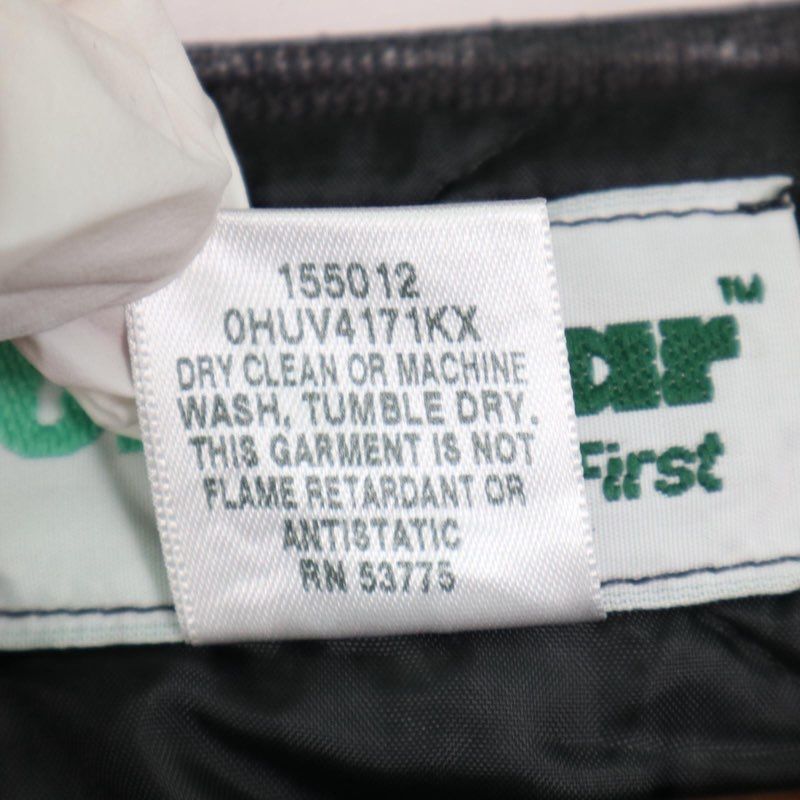 155012
0HUV4171KX
DRY CLEAN OR MACHINE
WASH, TUMBLE DRY.
THIS GARMENT IS NOT
FLAME RETARDANT OR
ANTISTATIC
RN 53775
TM
First